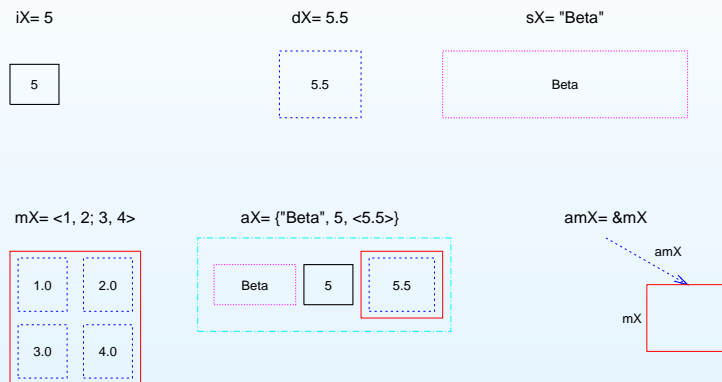 iX= 5
dX= 5.5
sX= "Beta"
5
5.5
Beta
mX= <1, 2; 3, 4>
aX= {"Beta", 5, <5.5>}
amX= &mX
1.0
2.0
3.0
4.0
Beta
5
5.5
amX
mX